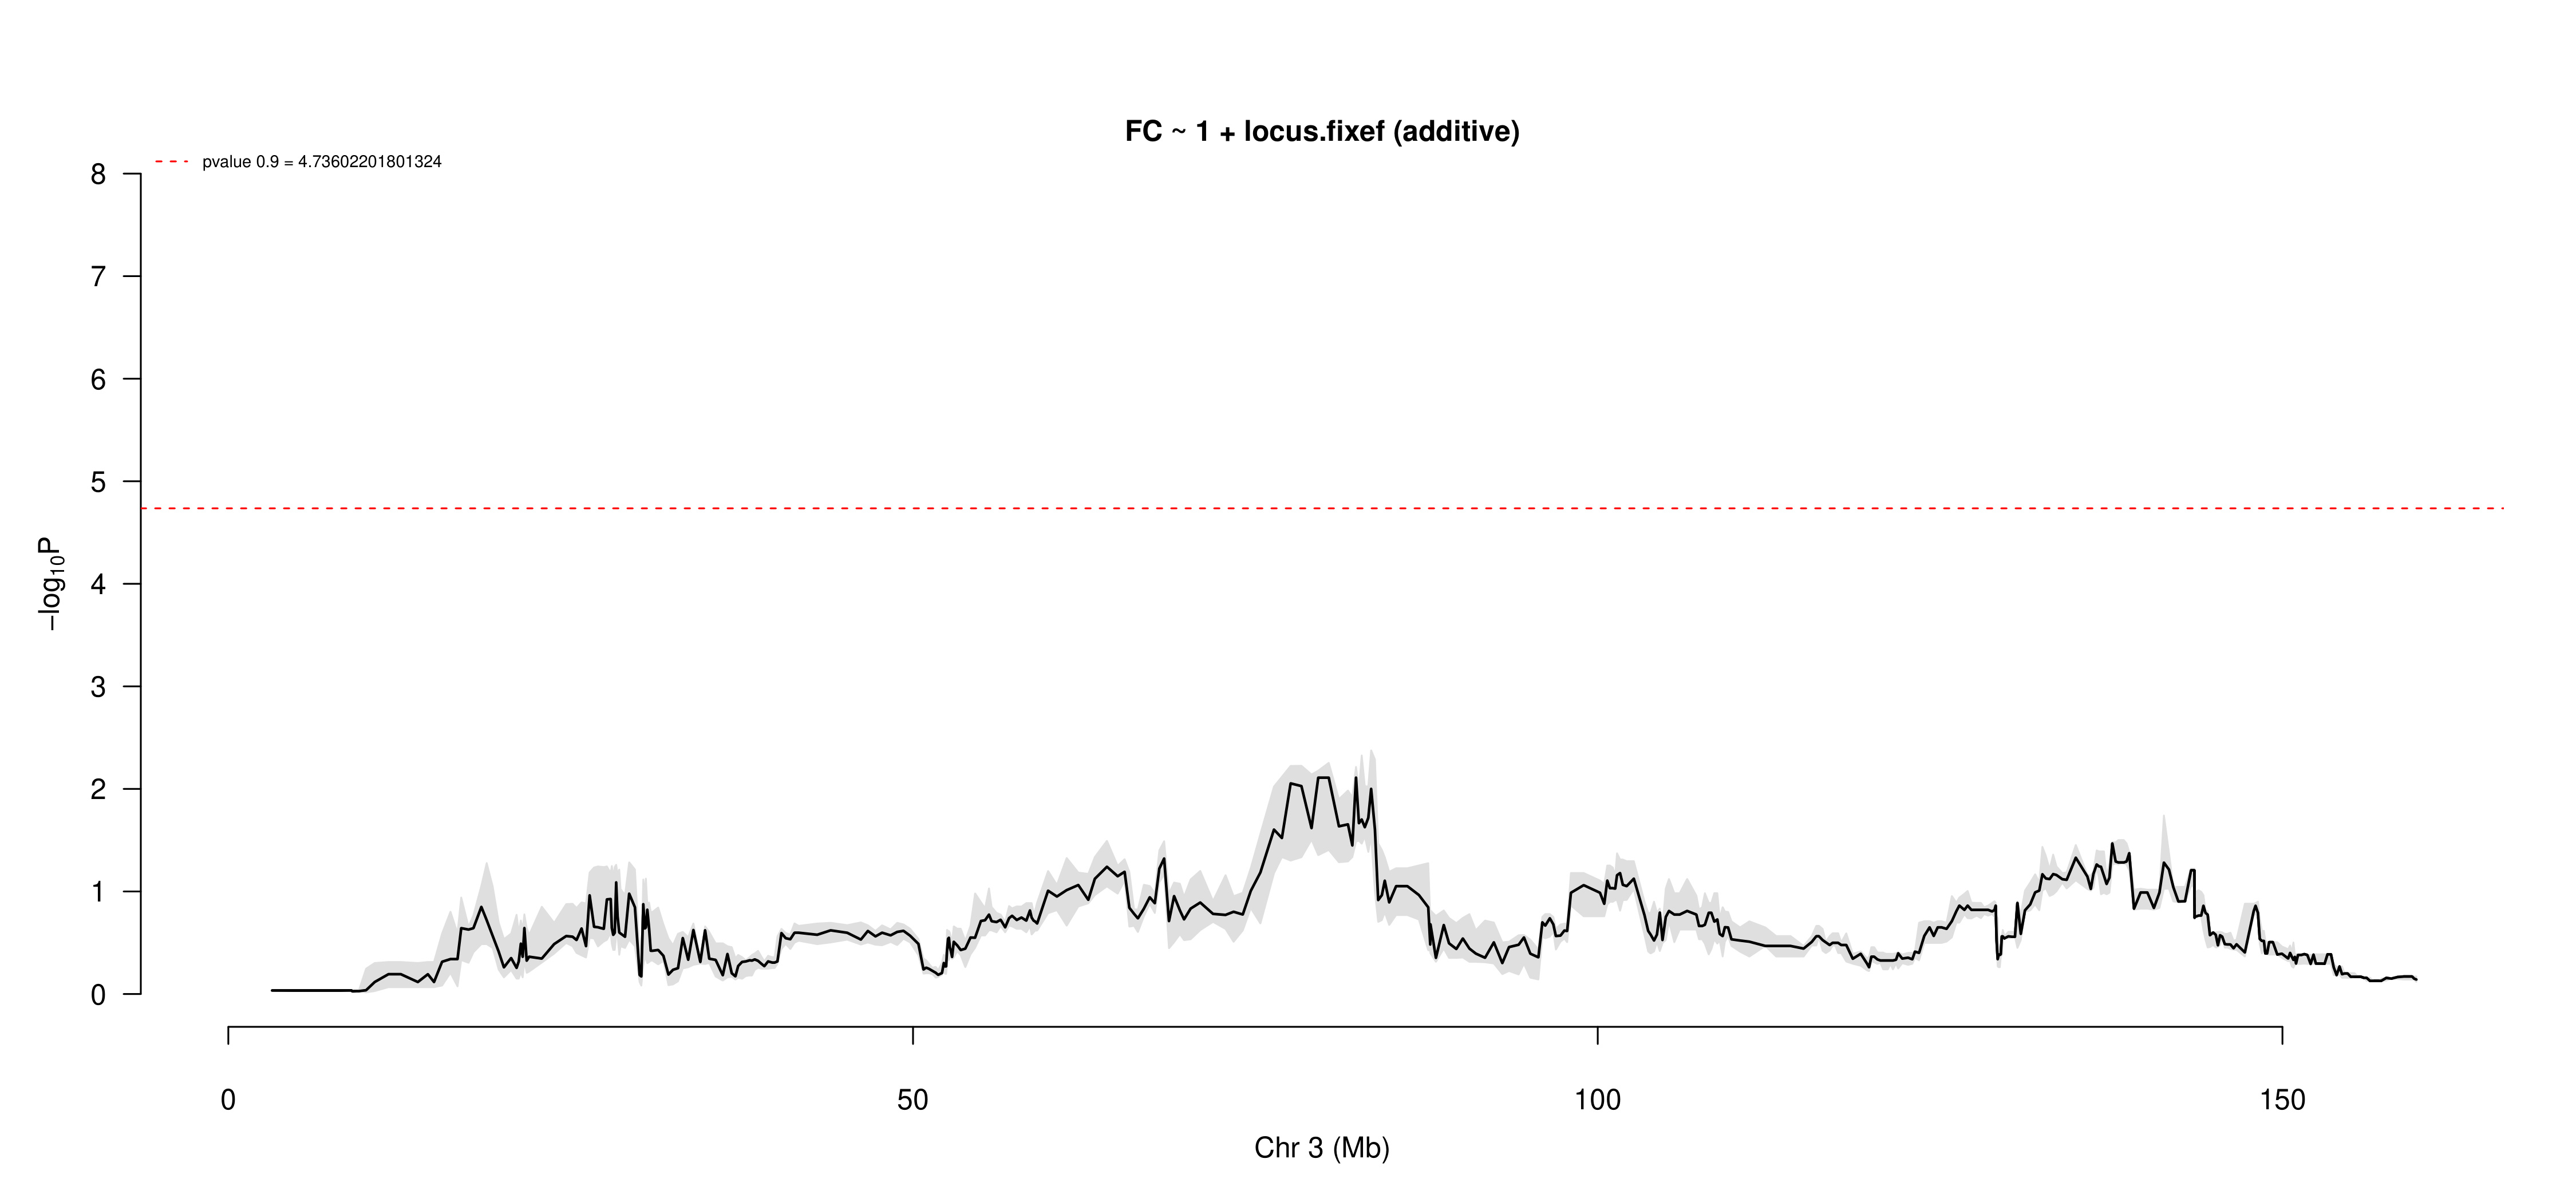 FC ~ 1 + locus.fixef (additive)
pvalue 0.9 = 4.73602201801324
8
7
6
5
4
3
2
1
0
−log10P
0 50 100 150
Chr 3 (Mb)